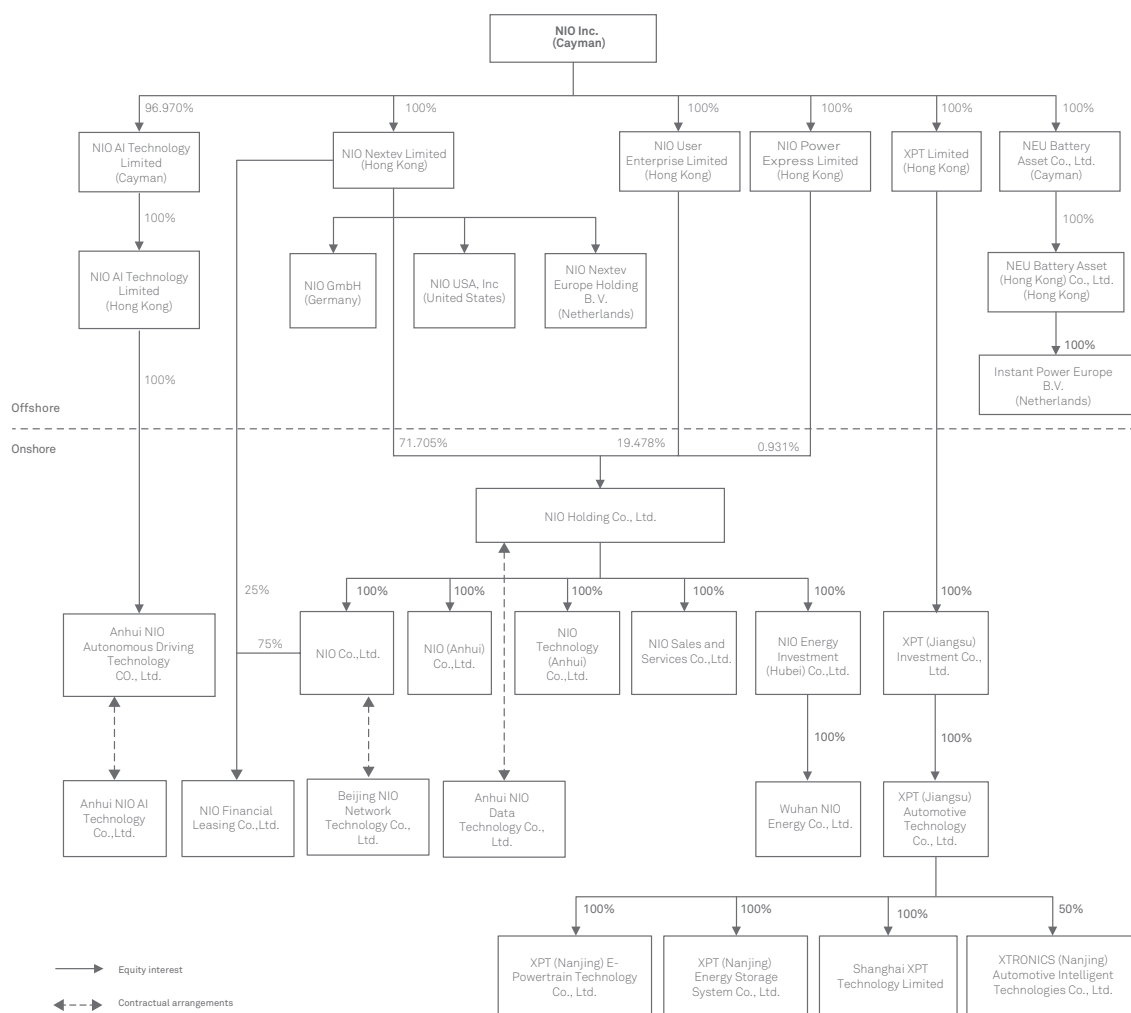 NIO Inc.
(Cayman)
96.970%
100%
100%
100%
100%
100%
NIO AI Technology
Limited
(Cayman)
NIO Nextev Limited
(Hong Kong)
NIO User
Enterprise Limited
(Hong Kong)
NIO Power
Express Limited
(Hong Kong)
XPT Limited
(Hong Kong)
NEU Battery
Asset Co., Ltd.
(Cayman)
100%
100%
NIO AI Technology
Limited
(Hong Kong)
NIO GmbH
(Germany)
NIO USA, Inc
(United States)
NIO Nextev
Europe Holding
B. V.
(Netherlands)
NEU Battery Asset
(Hong Kong) Co., Ltd.
(Hong Kong)
100%
100%
Instant Power Europe
B.V.
(Netherlands)
Offshore
Onshore
71.705%
19.478%
0.931%
NIO Holding Co., Ltd.
25%
100%
100%
100%
100%
100%
100%
75%
Anhui NIO
Autonomous Driving
Technology
CO., Ltd.
NIO Co.,Ltd.
NIO (Anhui)
Co.,Ltd.
NIO
Technology
(Anhui)
Co.,Ltd.
NIO Sales and
Services Co.,Ltd.
NIO Energy
Investment
(Hubei) Co.,Ltd.
XPT (Jiangsu)
Investment Co.,
Ltd.
100%
100%
Anhui NIO AI
Technology
Co.,Ltd.
NIO Financial
Leasing Co.,Ltd.
Beijing NIO
Network
Technology Co.,
Ltd.
Anhui NIO
Data
Technology Co.,
Ltd.
Wuhan NIO
Energy Co., Ltd.
XPT (Jiangsu)
Automotive
Technology
Co., Ltd.
100%
100%
100%
50%
XPT (Nanjing) E-
Powertrain Technology
Co., Ltd.
XPT (Nanjing)
Energy Storage
System Co., Ltd.
Shanghai XPT
Technology Limited
XTRONICS (Nanjing)
Automotive Intelligent
Technologies Co., Ltd.
Equity interest
Contractual arrangements